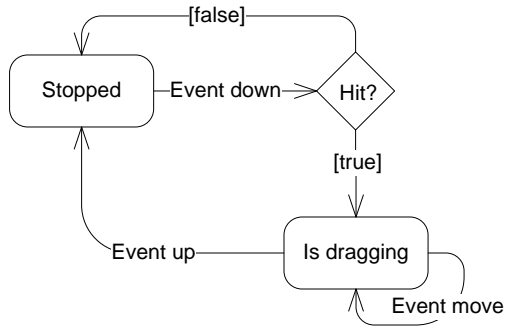 [false]
Stopped
Event down
Hit?
[true]
Event up
Is dragging
Event move